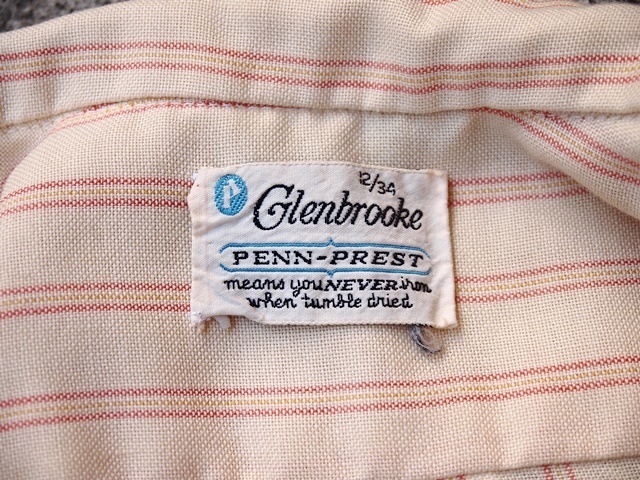 12/34
P Glenbrooke
PENN-PREST
means you NEVER iron
when tumble dried